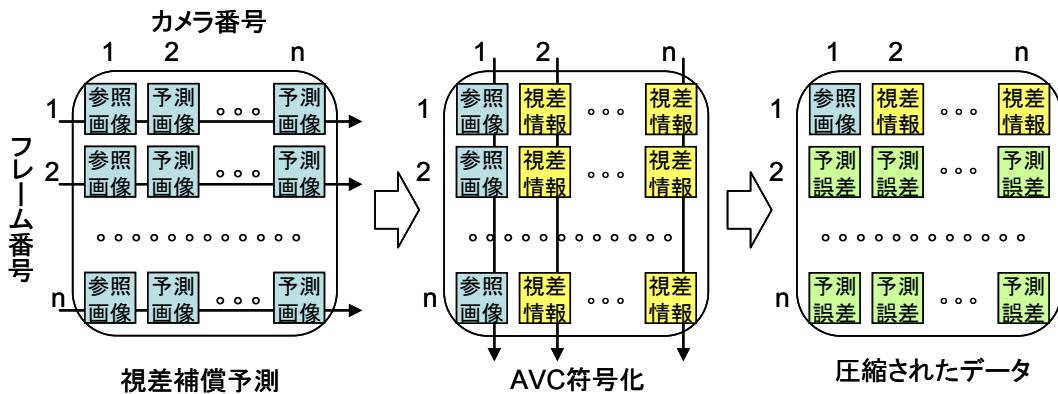 カメラ番号
1 2 n
フレーム番号
1
参照画像 予測画像 。。。 予測画像
2
参照画像 予測画像 。。。 予測画像
。。。。。。。。。。。
n
参照画像 予測画像 。。。 予測画像
視差補償予測
1 2 n
1
参照画像 視差情報 。。。 視差情報
2
参照画像 視差情報 。。。 視差情報
。。。。。。。。。。。
n
参照画像 視差情報 。。。 視差情報
AVC符号化
1 2 n
1
参照画像 視差情報 。。。 視差情報
2
予測誤差 予測誤差 。。。 予測誤差
。。。。。。。。。。。
n
予測誤差 予測誤差 。。。 予測誤差
圧縮されたデータ